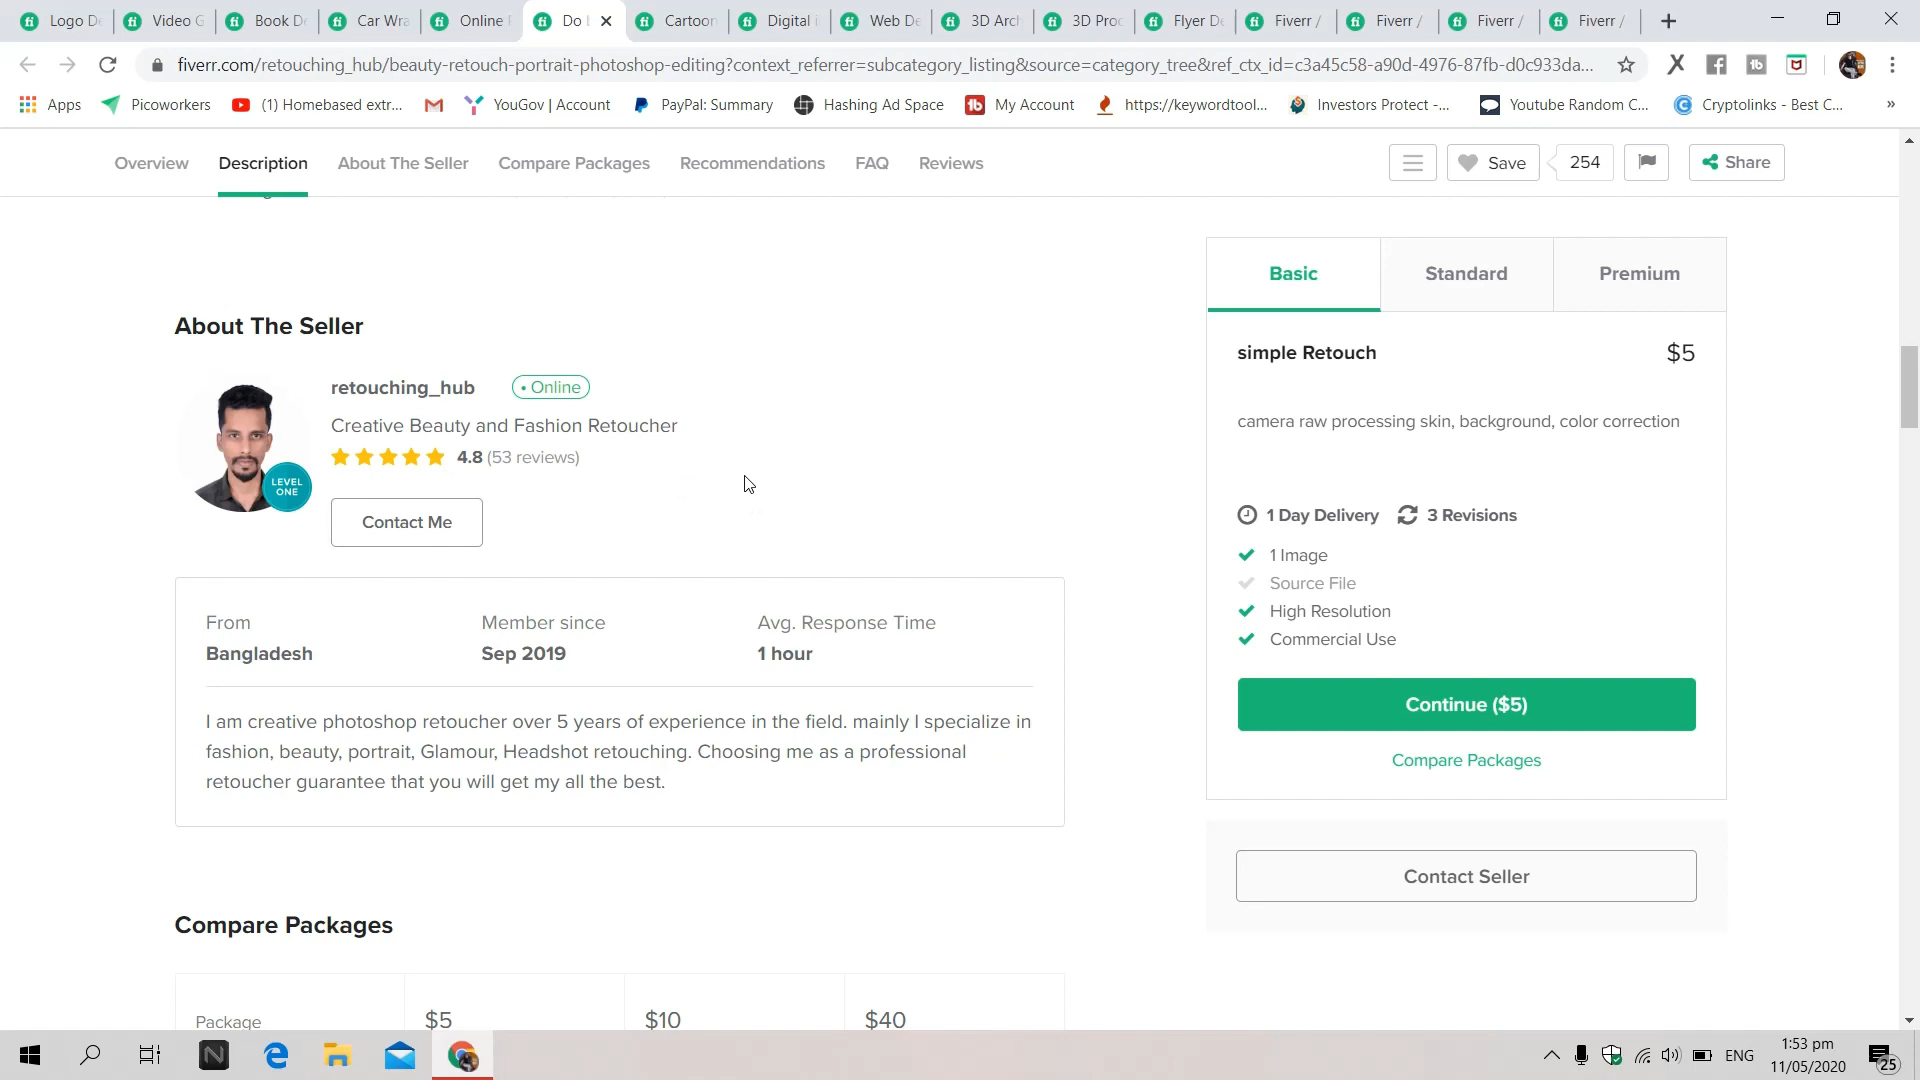 Logo De
Video G
Book De
Car Wra
Online P
Do b
Cartoon
Digital i
Web De
3D Arch
3D Proc
Flyer De
Fiverr /
Fiverr /
Fiverr /
Fiverr /
fiverr.com/retouching_hub/beauty-retouch-portrait-photoshop-editing?context_referrer=subcategory_listing&source=category_tree&ref_ctx_id=c3a45c58-a90d-4976-87fb-d0c933da...
Apps
Picoworkers
(1) Homebased extr...
YouGov | Account
PayPal: Summary
Hashing Ad Space
My Account
https://keywordtool...
Investors Protect -...
Youtube Random C...
Cryptolinks - Best C...
»
Overview
Description
About The Seller
Compare Packages
Recommendations
FAQ
Reviews
Save
254
Share
Basic
Standard
Premium
About The Seller
simple Retouch
$5
retouching_hub
• Online
Creative Beauty and Fashion Retoucher
camera raw processing skin, background, color correction
4.8 (53 reviews)
LEVEL
ONE
Contact Me
1 Day Delivery
3 Revisions
1 Image
Source File
High Resolution
Commercial Use
From
Bangladesh
Member since
Sep 2019
Avg. Response Time
1 hour
Continue ($5)
I am creative photoshop retoucher over 5 years of experience in the field. mainly I specialize in
fashion, beauty, portrait, Glamour, Headshot retouching. Choosing me as a professional
retoucher guarantee that you will get my all the best.
Compare Packages
Contact Seller
Compare Packages
Package
$5
$10
$40
ENG
1:53 pm
11/05/2020
25